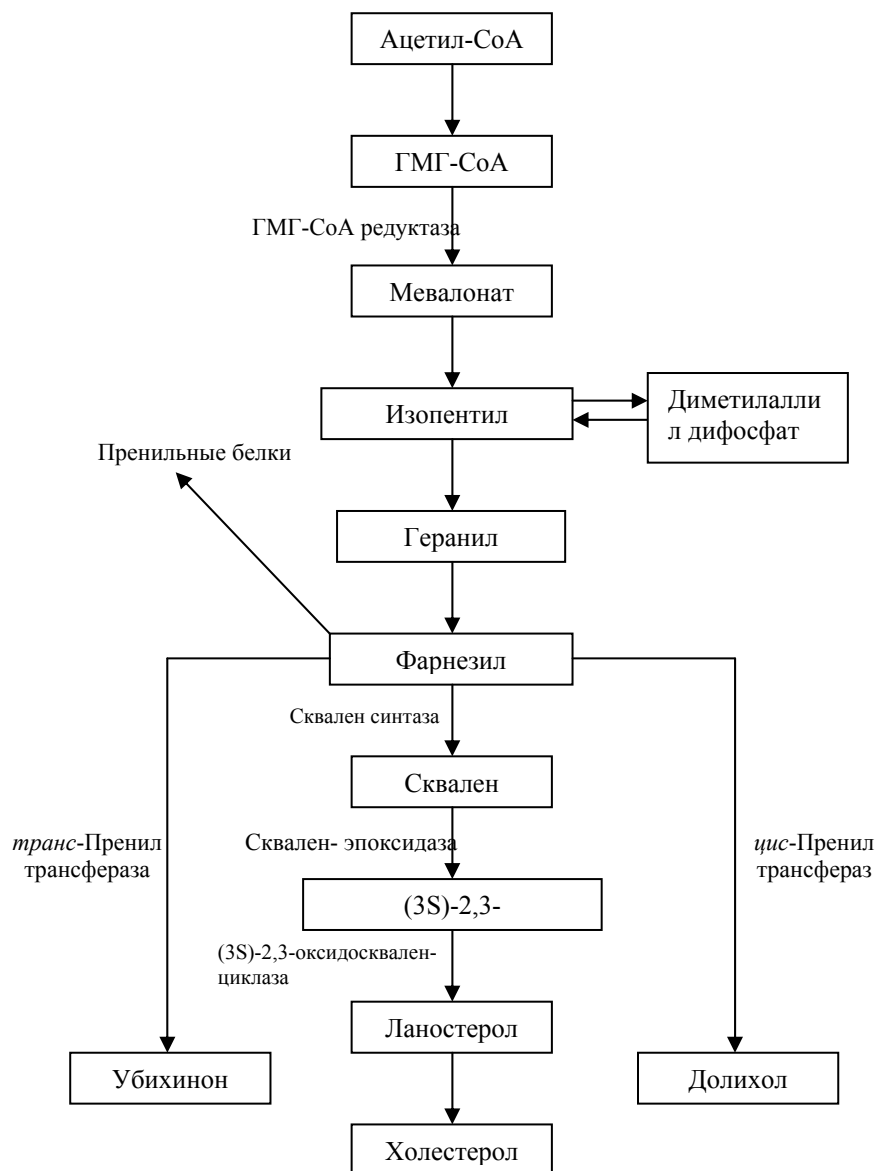 Ацетил-CoA
ГМГ-CoA
ГМГ-CoA редуктаза
Мевалонат
Изопентил
Диметилалли
л дифосфат
Пренильные белки
Геранил
Фарнезил
Сквален синтаза
Сквален
транс-Пренил
трансфераза
Сквален- эпоксидаза
цис-Пренил
трансфераз
(3S)-2,3-
(3S)-2,3-оксидосквален-
циклаза
Ланостерол
Убихинон
Долихол
Холестерол